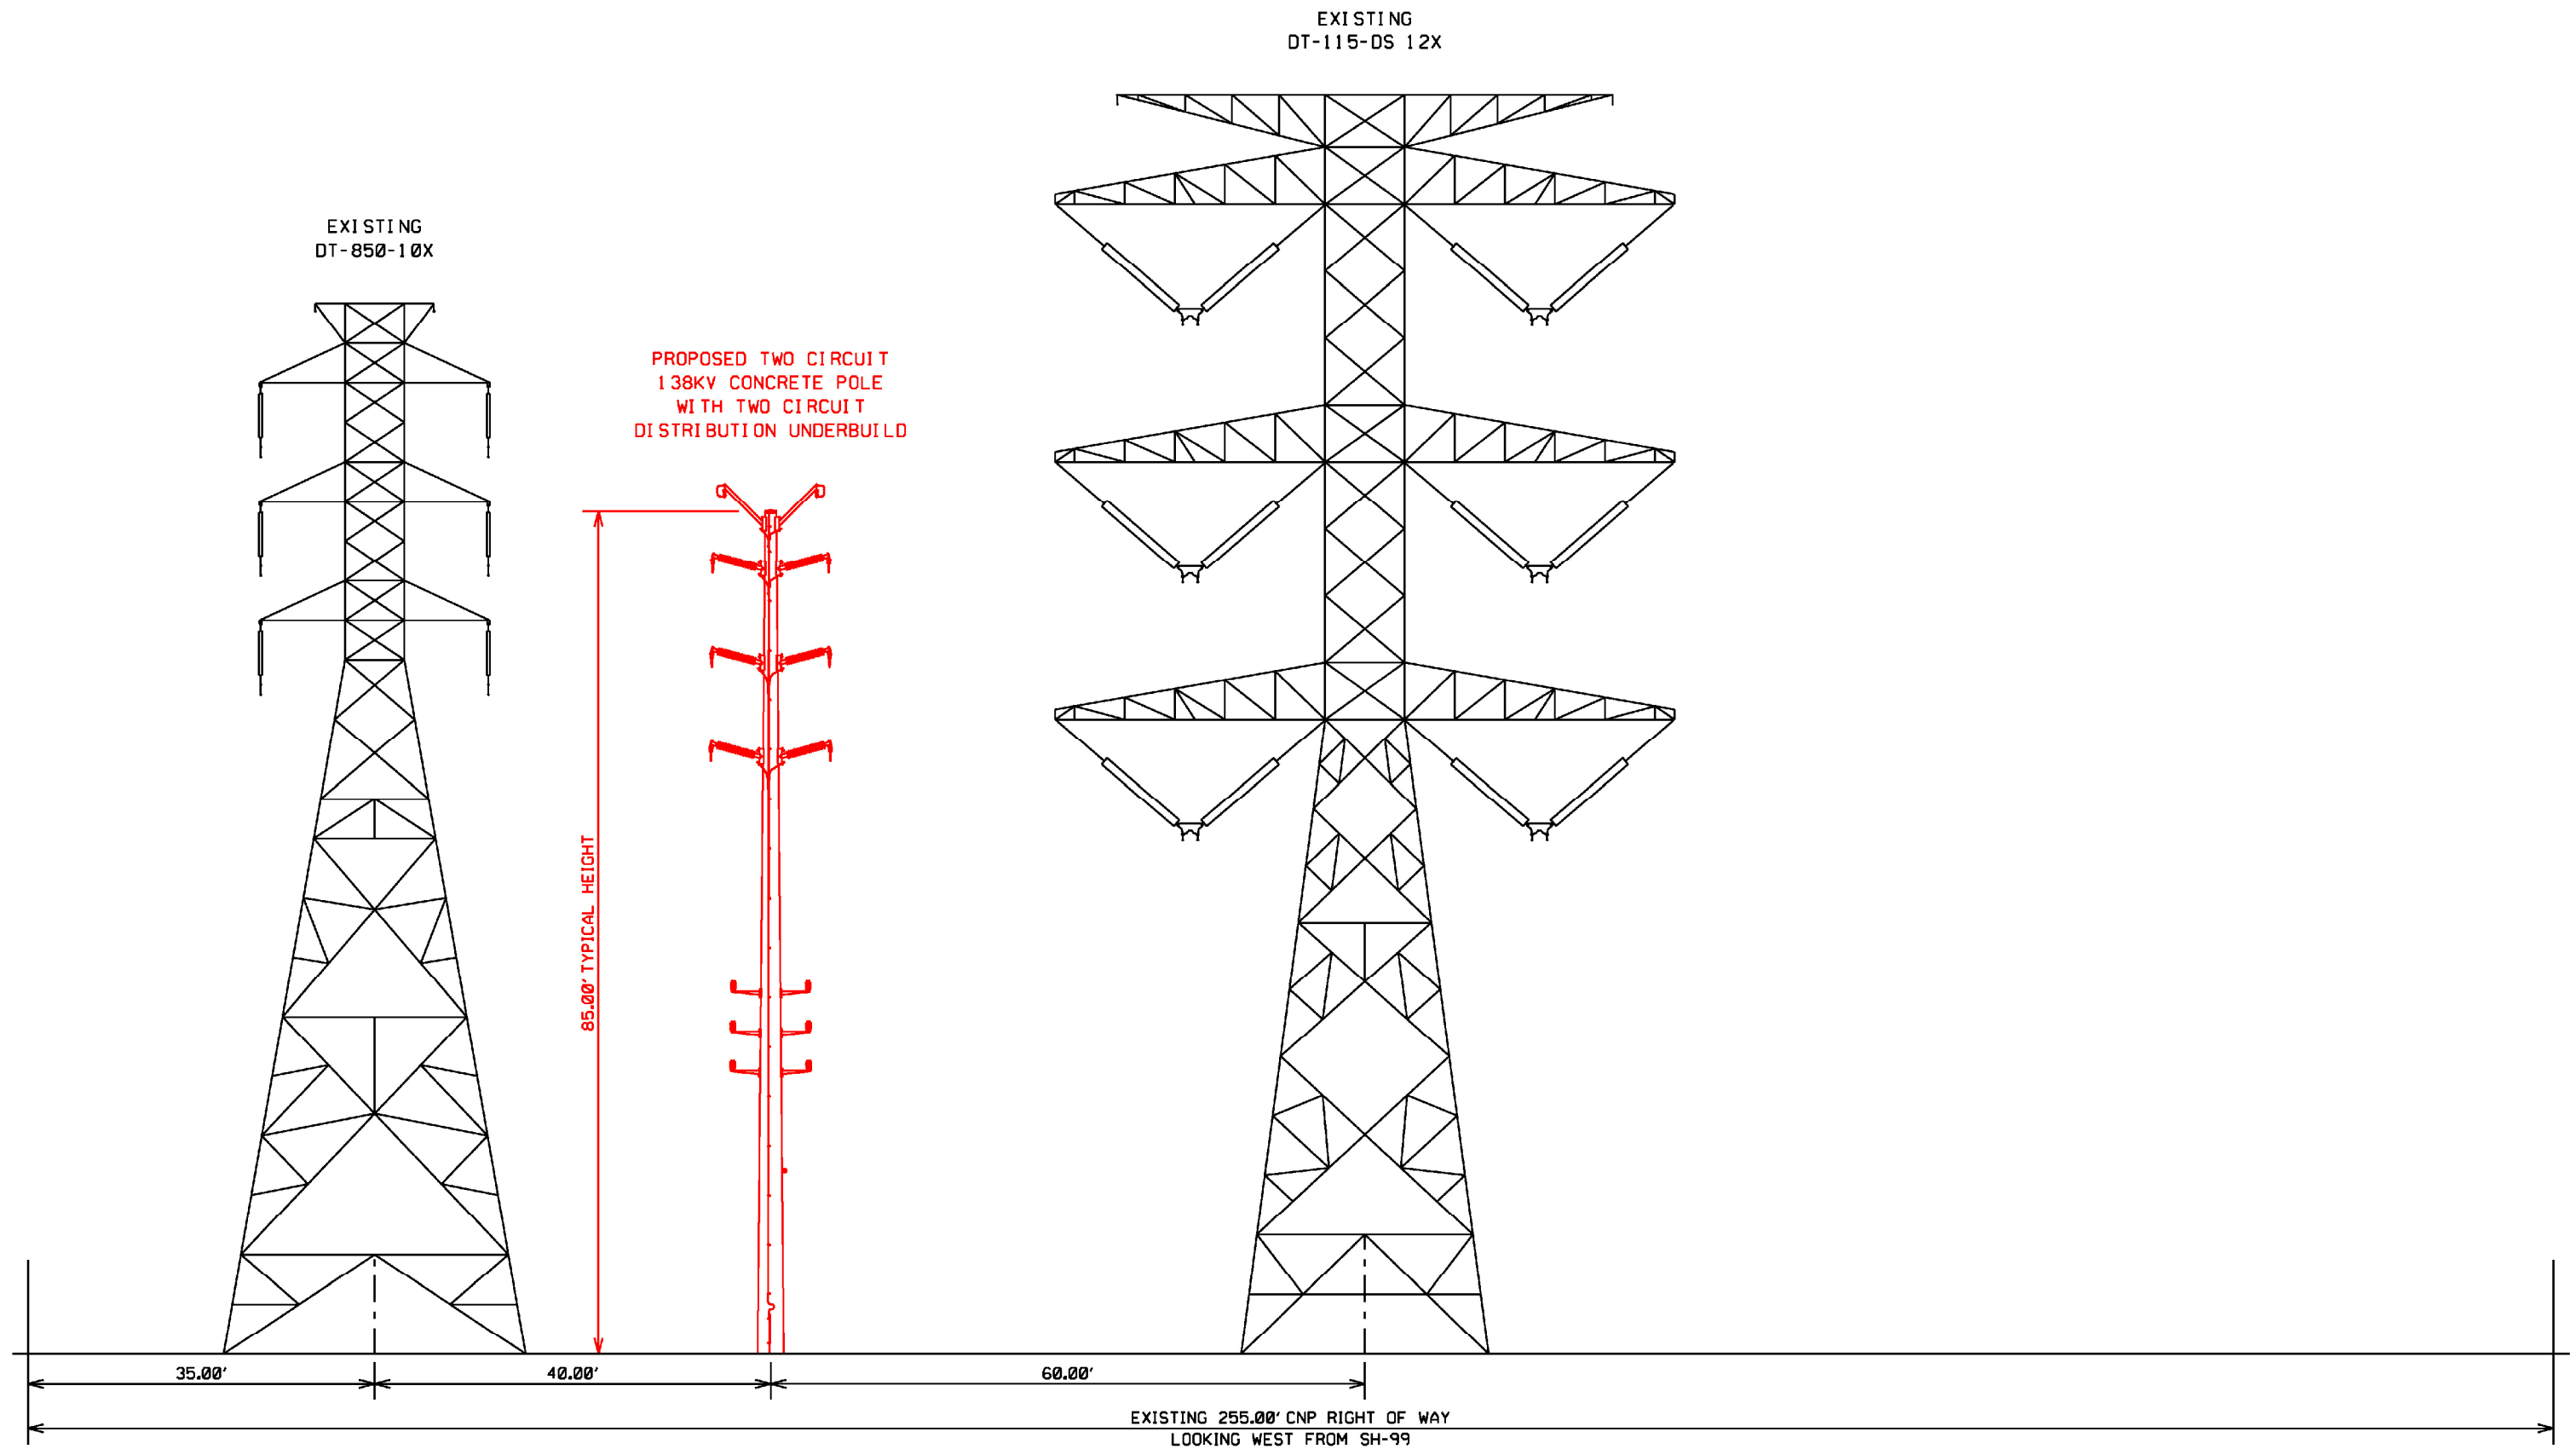 EXISTING
DT-115-DS 12X
EXISTING
DT-850-10X
PROPOSED TWO CIRCUIT
138KV CONCRETE POLE
WITH TWO CIRCUIT
DISTRIBUTION UNDERBUILD
85.00' TYPICAL HEIGHT
35.00'
40.00'
60.00'
EXISTING 255.00' CNP RIGHT OF WAY
LOOKING WEST FROM SH-99